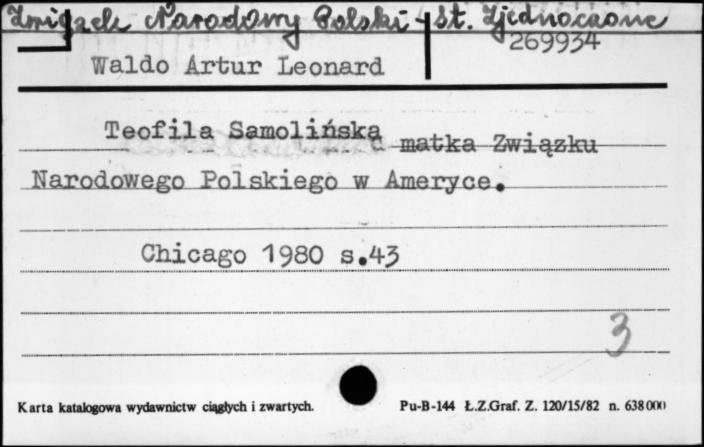 Związek Narodowy Polski - St. Zjednoczone
269934
Waldo Artur Leonard
Teofila Samolińska matka Związku
Narodowego Polskiego w Ameryce.
Chicago 1980 s.43
3
Karta katalogowa wydawnictw ciągłych i zwartych. Pu-B-144 Ł.Z.Graf. Z. 120/15/82 n. 638000